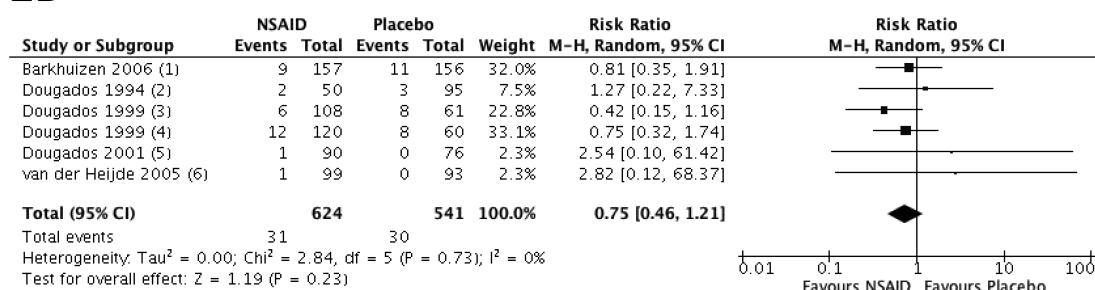 NSAID Placebo Risk Ratio Risk Ratio
Study or Subgroup Events Total Events Total Weight M-H, Random, 95% CI M-H, Random, 95% CI
Barkhuizen 2006 (1) 9 157 11 156 32.0% 0.81 [0.35, 1.91]
Dougados 1994 (2) 2 50 3 95 7.5% 1.27 [0.22, 7.33]
Dougados 1999 (3) 6 108 8 61 22.8% 0.42 [0.15, 1.16]
Dougados 1999 (4) 12 120 8 60 33.1% 0.75 [0.32, 1.74]
Dougados 2001 (5) 1 90 0 76 2.3% 2.54 [0.10, 61.42]
van der Heijde 2005 (6) 1 99 0 93 2.3% 2.82 [0.12, 68.37]
Total (95% CI) 624 541 100.0% 0.75 [0.46, 1.21]
Total events 31 30
Heterogeneity: Tau² = 0.00; Chi² = 2.84, df = 5 (P = 0.73); I² = 0%
Test for overall effect: Z = 1.19 (P = 0.23)
0.01 0.1 1 10 100
Favours NSAID Favours Placebo